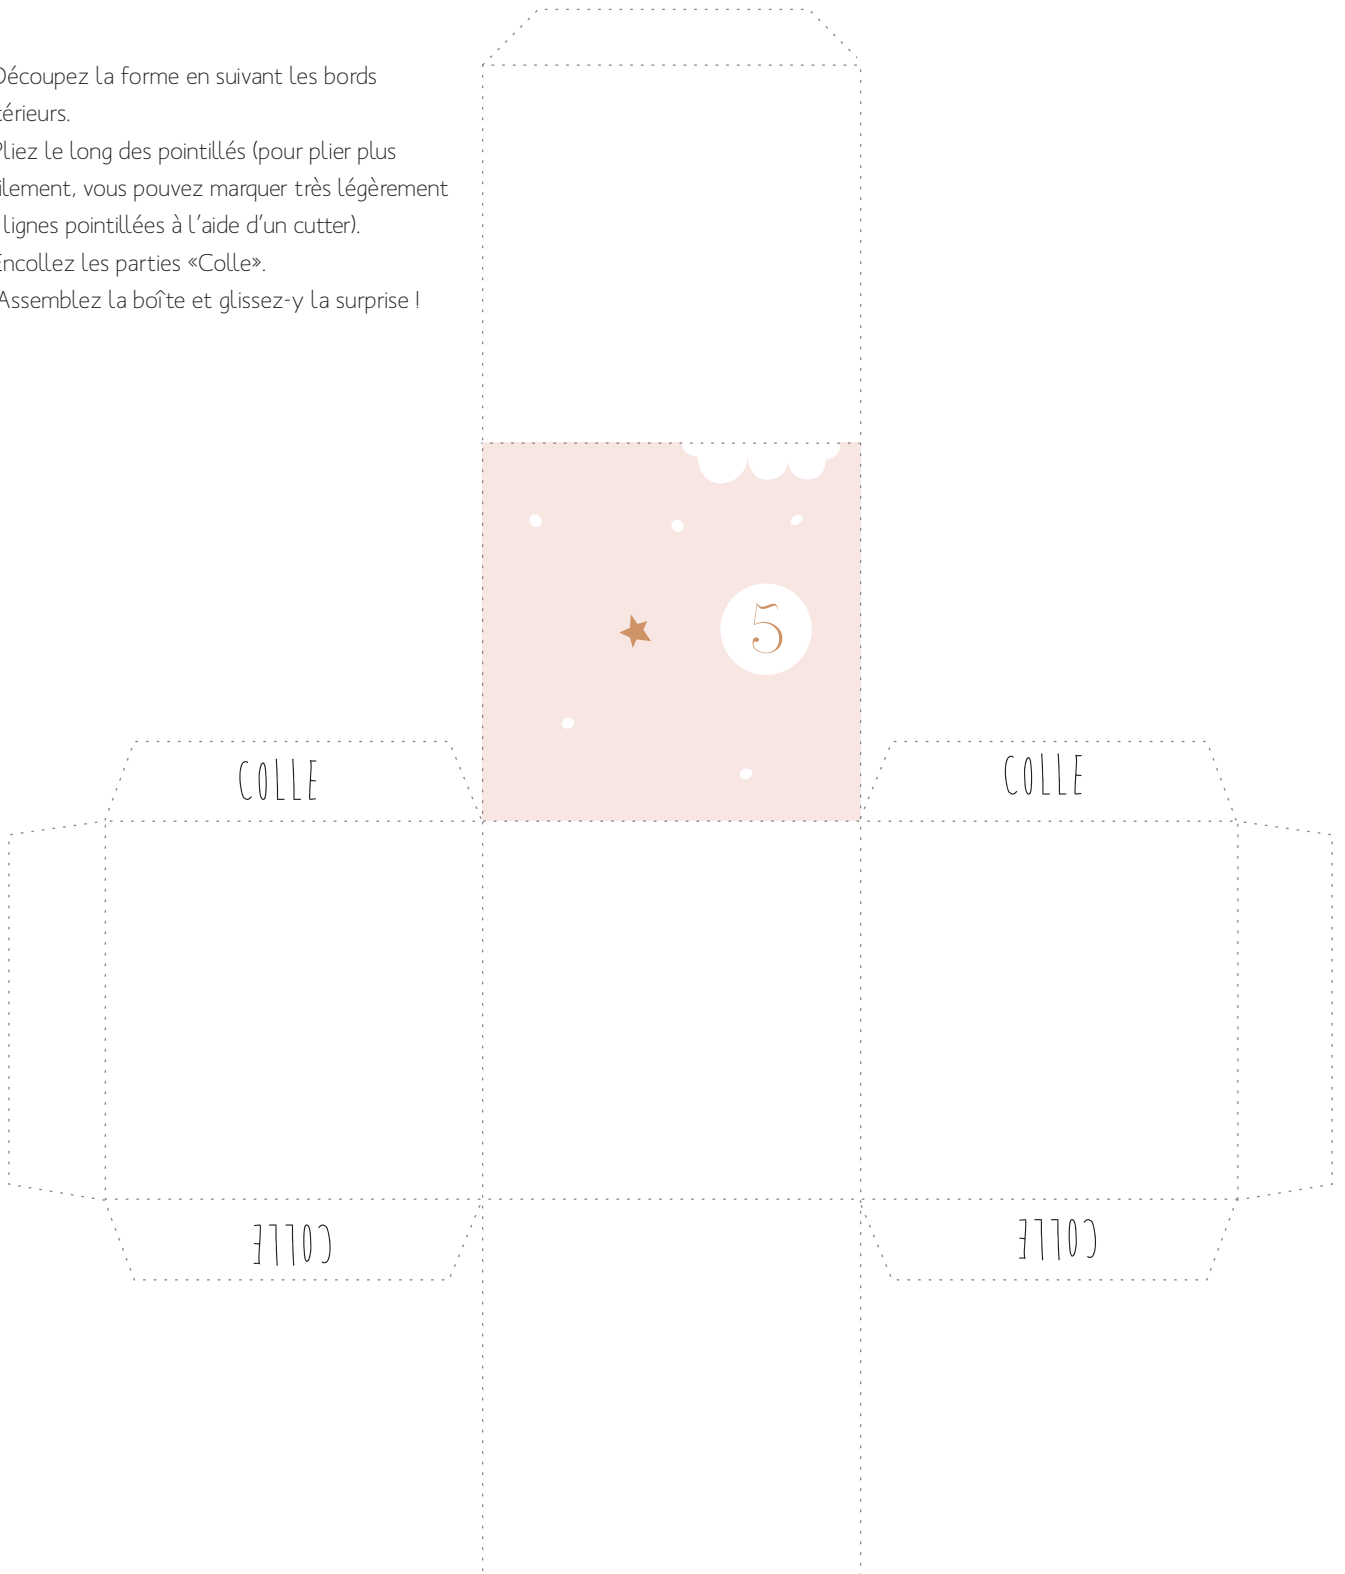 Découpez la forme en suivant les bords
térieurs.
Pliez le long des pointillés (pour plier plus
ilement, vous pouvez marquer très légèrement
lignes pointillées à l'aide d'un cutter).
Encollez les parties «Colle».
Assemblez la boîte et glissez-y la surprise !
5
COLLE
COLLE
COLLE
COLLE